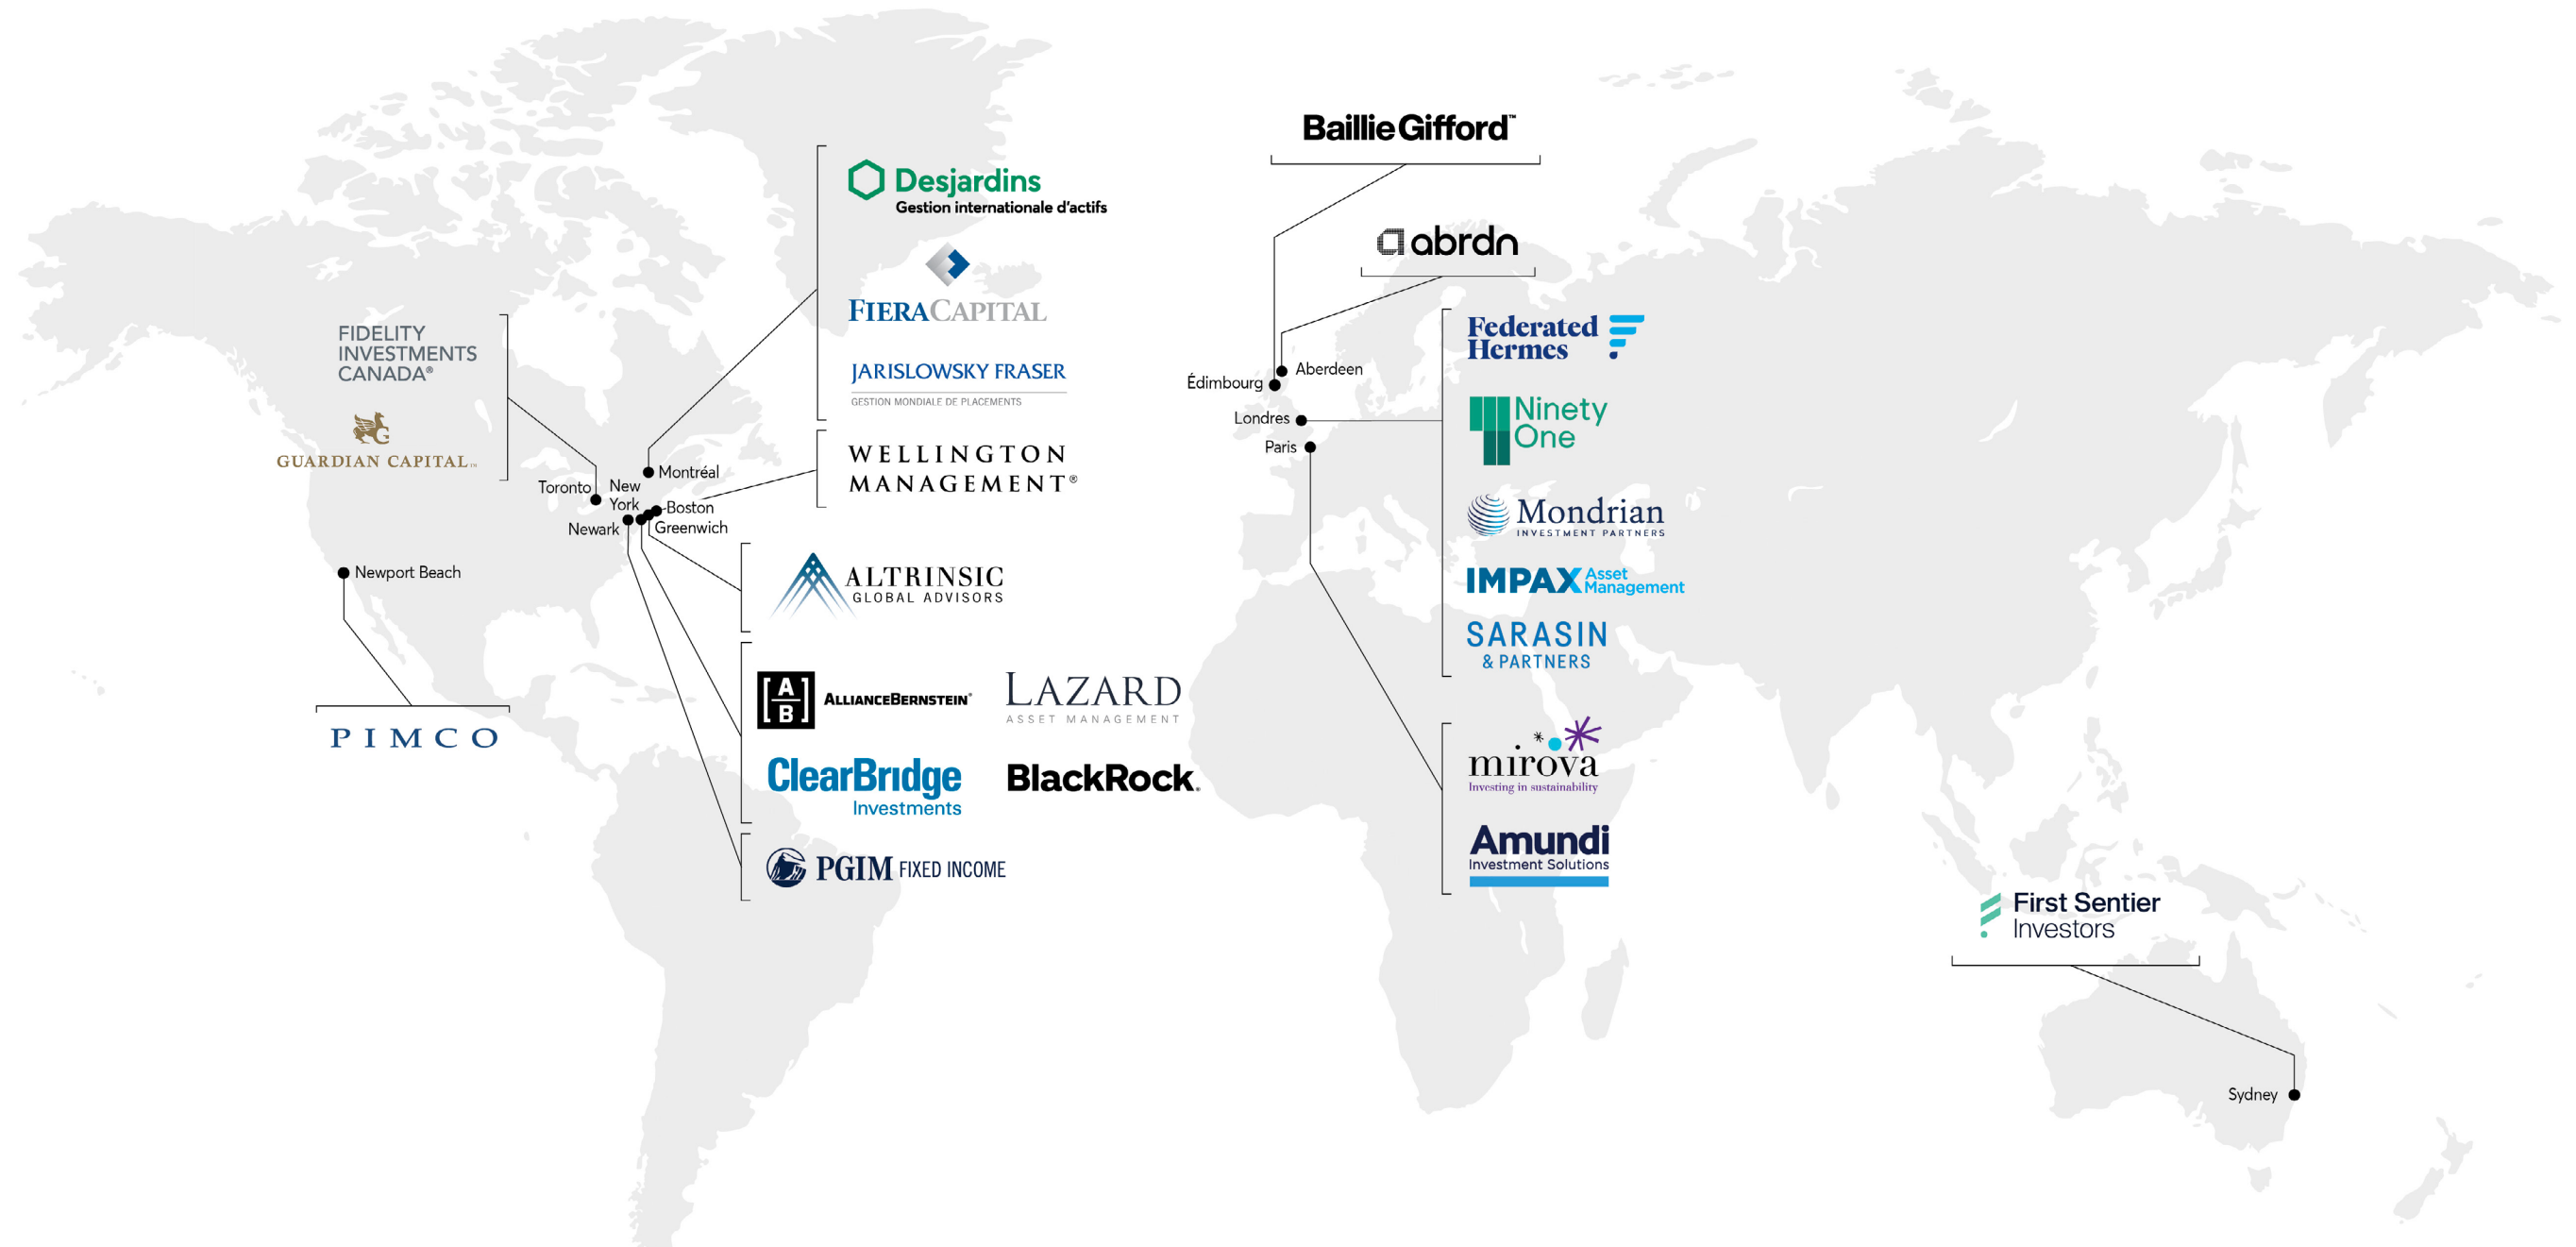 FIDELITY
INVESTMENTS
CANADA®
GUARDIAN CAPITAL™
Toronto
Newport Beach
PIMCO
Desjardins
Gestion internationale d'actifs
FIERACAPITAL
JARISLOWSKY FRASER
GESTION MONDIALE DE PLACEMENTS
Montréal
WELLINGTON
MANAGEMENT®
Boston
New
York
Greenwich
Newark
ALTRINSIC
GLOBAL ADVISORS
A
B
ALLIANCEBERNSTEIN®
LAZARD
ASSET MANAGEMENT
ClearBridge
Investments
BlackRock®
PGIM FIXED INCOME
Baillie Gifford™
Édimbourg
abrdn
Aberdeen
Londres
Federated
Hermes
Ninety
One
Mondrian
INVESTMENT PARTNERS
IMPAX Asset
Management
SARASIN
& PARTNERS
Paris
mirova
Investing in sustainability
Amundi
Investment Solutions
First Sentier
Investors
Sydney